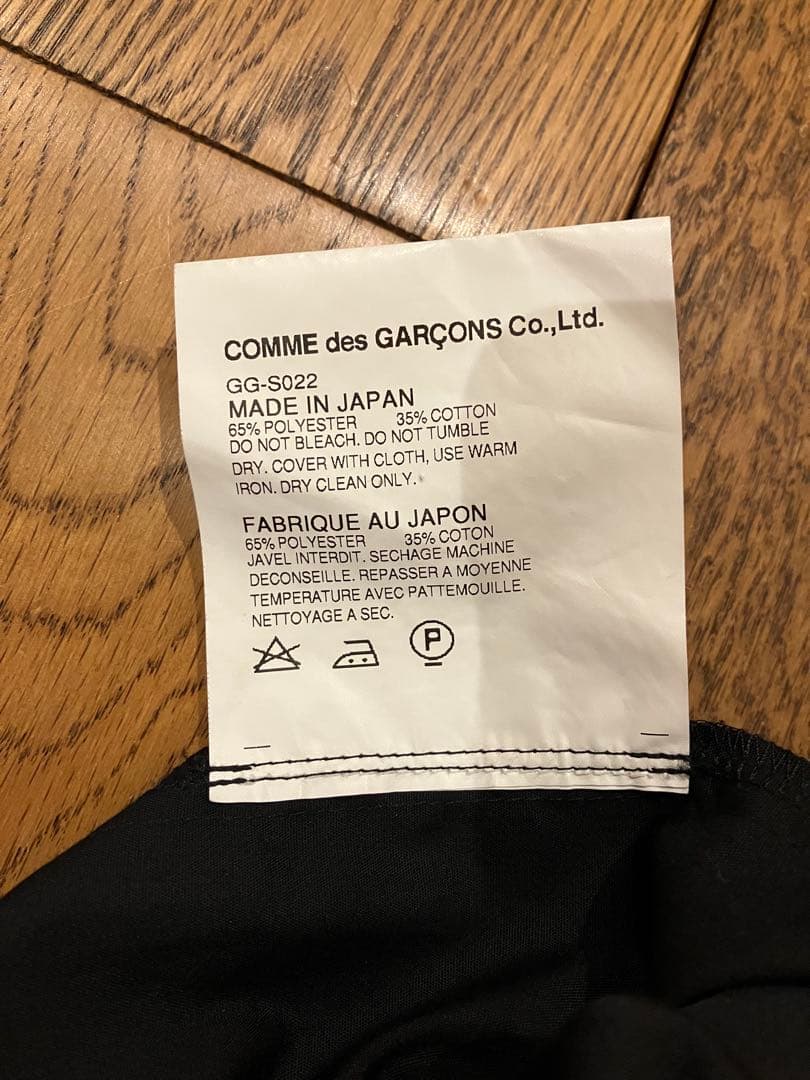 COMME des GARÇONS Co.,Ltd.
GG-S022
MADE IN JAPAN
65% POLYESTER 35% COTTON
DO NOT BLEACH. DO NOT TUMBLE
DRY. COVER WITH CLOTH, USE WARM
IRON. DRY CLEAN ONLY.
FABRIQUE AU JAPON
65% POLYESTER 35% COTON
JAVEL INTERDIT. SECHAGE MACHINE
DECONSEILLE. REPASSER A MOYENNE
TEMPERATURE AVEC PATTEMOUILLE.
NETTOYAGE A SEC.
P